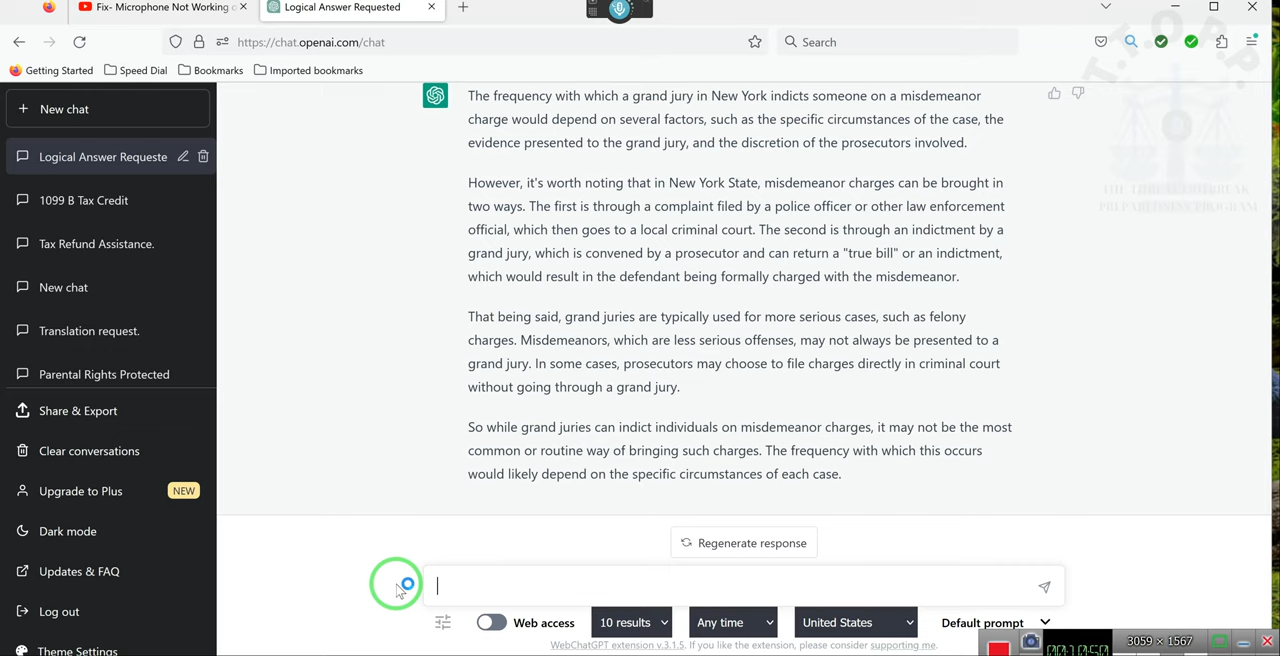 Fix- Microphone Not Working o
Logical Answer Requested
https://chat.openai.com/chat
Search
Getting Started
Speed Dial
Bookmarks
Imported bookmarks
T.T.O.P.P.
THE THREAT OUTBREAK
PREPAREDNESS PROGRAM
New chat
Logical Answer Requeste
1099 B Tax Credit
Tax Refund Assistance.
New chat
Translation request.
Parental Rights Protected
Share & Export
Clear conversations
Upgrade to Plus
NEW
Dark mode
Updates & FAQ
Log out
Theme Settings
The frequency with which a grand jury in New York indicts someone on a misdemeanor
charge would depend on several factors, such as the specific circumstances of the case, the
evidence presented to the grand jury, and the discretion of the prosecutors involved.
However, it's worth noting that in New York State, misdemeanor charges can be brought in
two ways. The first is through a complaint filed by a police officer or other law enforcement
official, which then goes to a local criminal court. The second is through an indictment by a
grand jury, which is convened by a prosecutor and can return a "true bill" or an indictment,
which would result in the defendant being formally charged with the misdemeanor.
That being said, grand juries are typically used for more serious cases, such as felony
charges. Misdemeanors, which are less serious offenses, may not always be presented to a
grand jury. In some cases, prosecutors may choose to file charges directly in criminal court
without going through a grand jury.
So while grand juries can indict individuals on misdemeanor charges, it may not be the most
common or routine way of bringing such charges. The frequency with which this occurs
would likely depend on the specific circumstances of each case.
Regenerate response
Web access
10 results
Any time
United States
Default prompt
WebChatGPT extension v.3.1.5. If you like the extension, please consider supporting me.
3059 × 1567